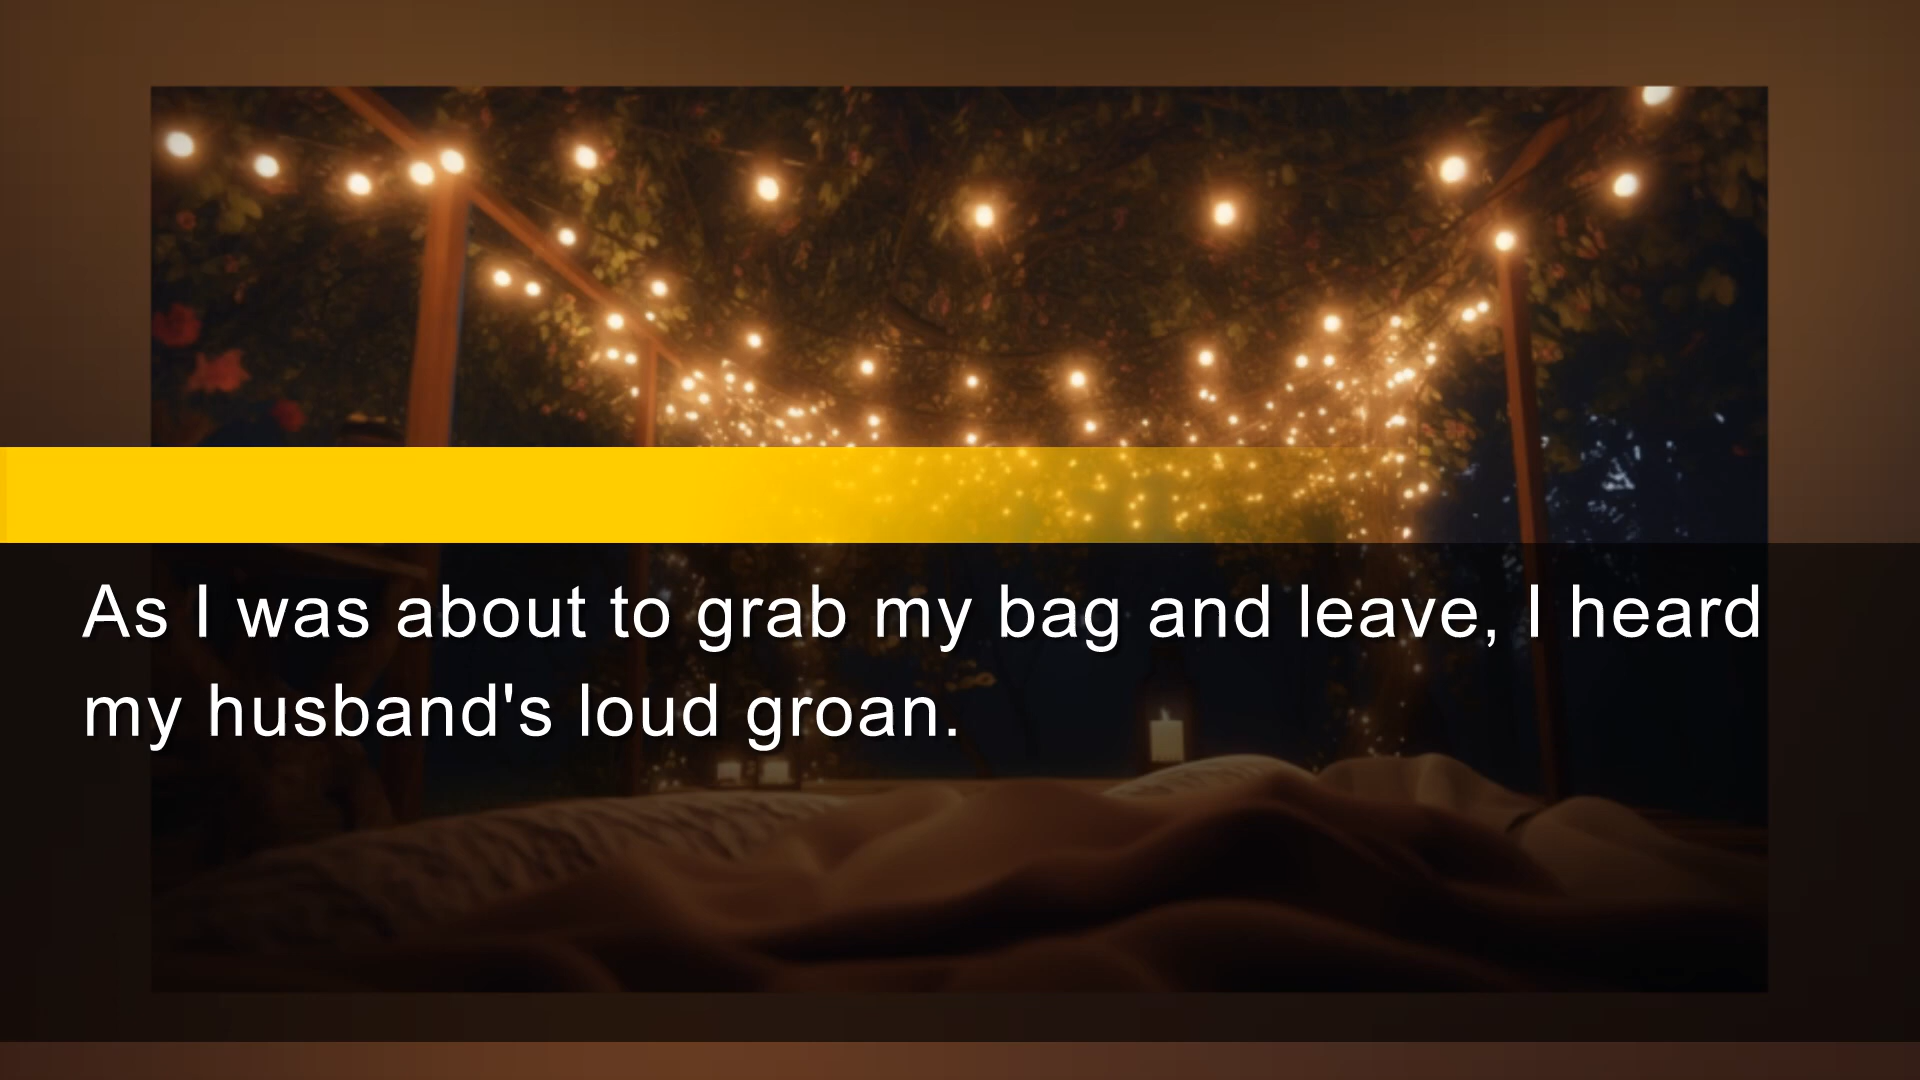 As I was about to grab my bag and leave, I heard
my husband's loud groan.